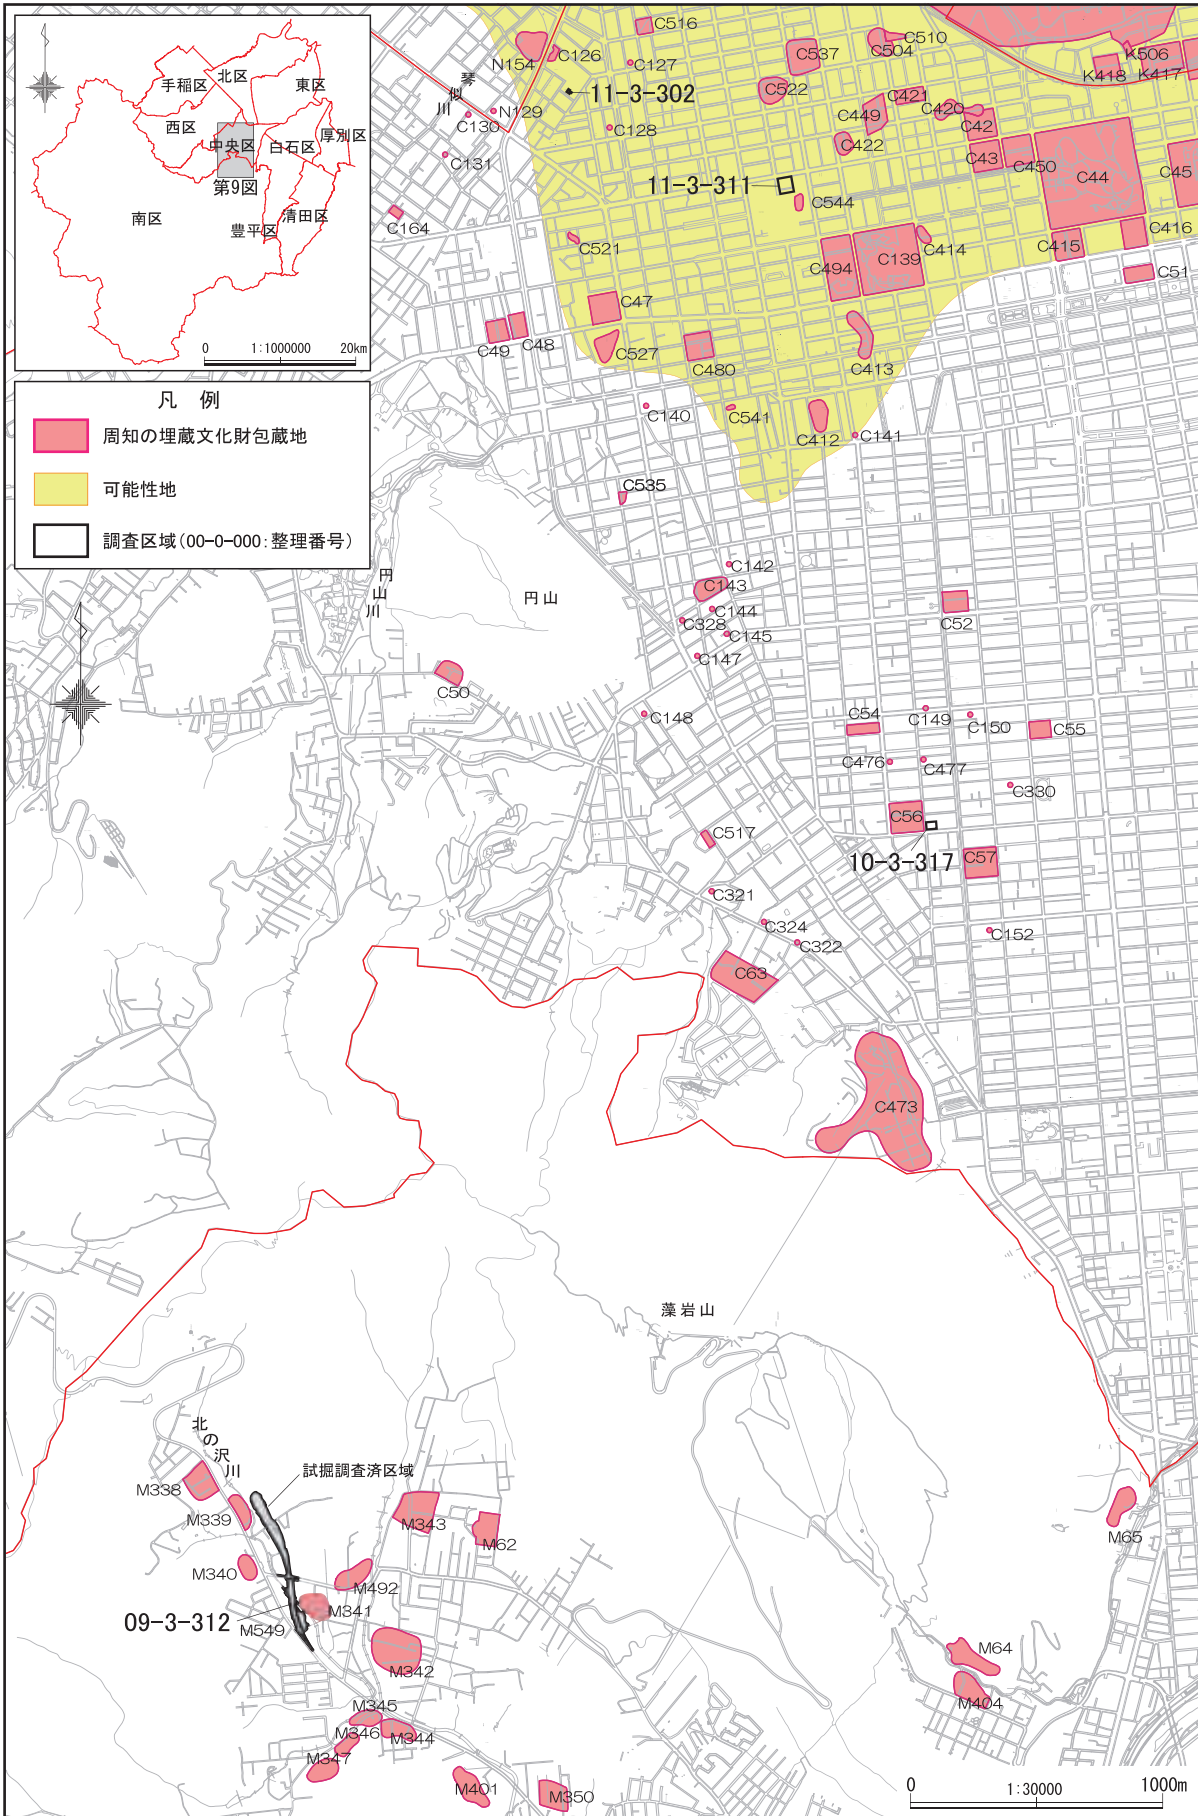 手稲区
北区
東区
西区
中央区
白石区
厚別区
第9図
南区
豊平区
清田区
0 1:1000000 20km
凡 例
周知の埋蔵文化財包蔵地
可能性地
調査区域(00-0-000:整理番号)
C516
C510
C504
N154
C126
C127
C537
K506
K418
K417
琴似川
11-3-302
C522
C421
C420
C449
C42
N129
C130
C128
C131
C422
C43
C450
C44
C45
11-3-311
C544
C164
C521
C494
C139
C414
C415
C416
C51
C47
C49
C48
C527
C480
C413
C140
C541
C412
C141
C535
円山川
円山
C142
C143
C144
C328
C145
C147
C52
C50
C148
C54
C149
C150
C55
C476
C477
C330
C56
C517
10-3-317
C57
C321
C324
C322
C152
C63
C473
藻岩山
北の沢川
試掘調査済区域
M338
M339
M343
M62
M65
M340
M492
M341
09-3-312
M549
M342
M64
M404
M345
M346
M344
M347
M401
M350
0 1:30000 1000m